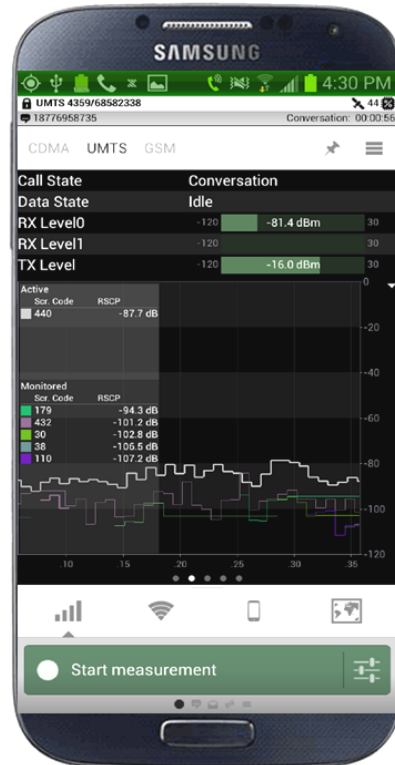 SAMSUNG
4:30 PM
UMTS 4359/68582338 44
18776958735 Conversation: 00:00:56
CDMA UMTS GSM
Call State Conversation
Data State Idle
RX Level0 -120 -81.4 dBm 30
RX Level1 -120 30
TX Level -120 -16.0 dBm 30
Active 0
Scr. Code RSCP
440 -87.7 dB
-20
-40
Monitored
Scr. Code RSCP
179 -94.3 dB
432 -101.2 dB -60
30 -102.8 dB
38 -106.5 dB
110 -107.2 dB
-80
-100
-120
.10 .15 .20 .25 .30 .35
Start measurement